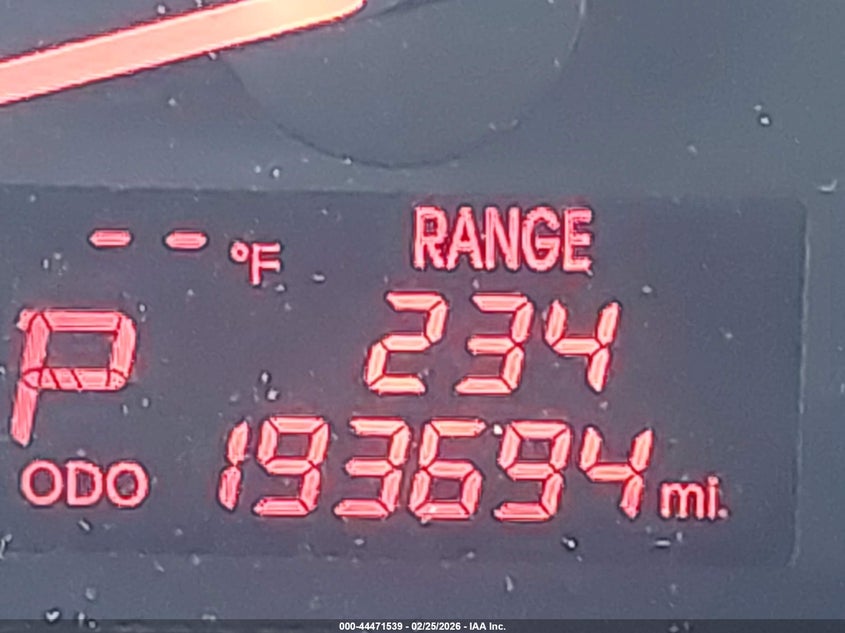 -- °F RANGE
P 234
ODO 193694 mi.
000-44471539 - 02/25/2026 - IAA Inc.